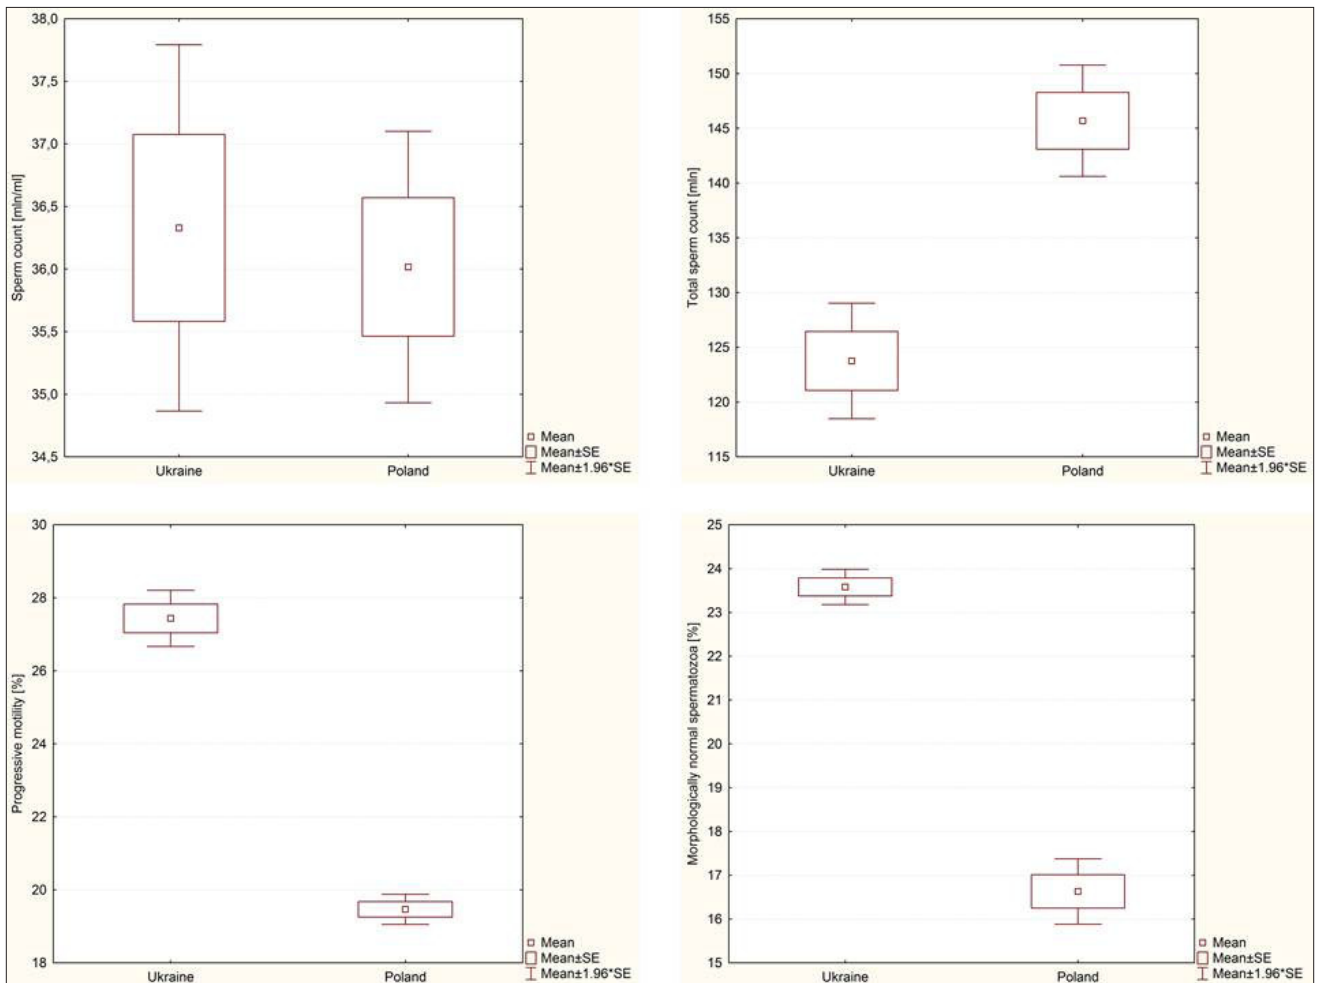 Sperm count [mln/ml]
38,0
37,5
37,0
36,5
36,0
35,5
35,0
34,5
Ukraine
Poland
Mean
Mean±SE
Mean±1.96*SE
Total sperm count [mln]
155
150
145
140
135
130
125
120
115
Ukraine
Poland
Mean
Mean±SE
Mean±1.96*SE
Progressive motility [%]
30
28
26
24
22
20
18
Ukraine
Poland
Mean
Mean±SE
Mean±1.96*SE
Morphologically normal spermatozoa [%]
25
24
23
22
21
20
19
18
17
16
15
Ukraine
Poland
Mean
Mean±SE
Mean±1.96*SE